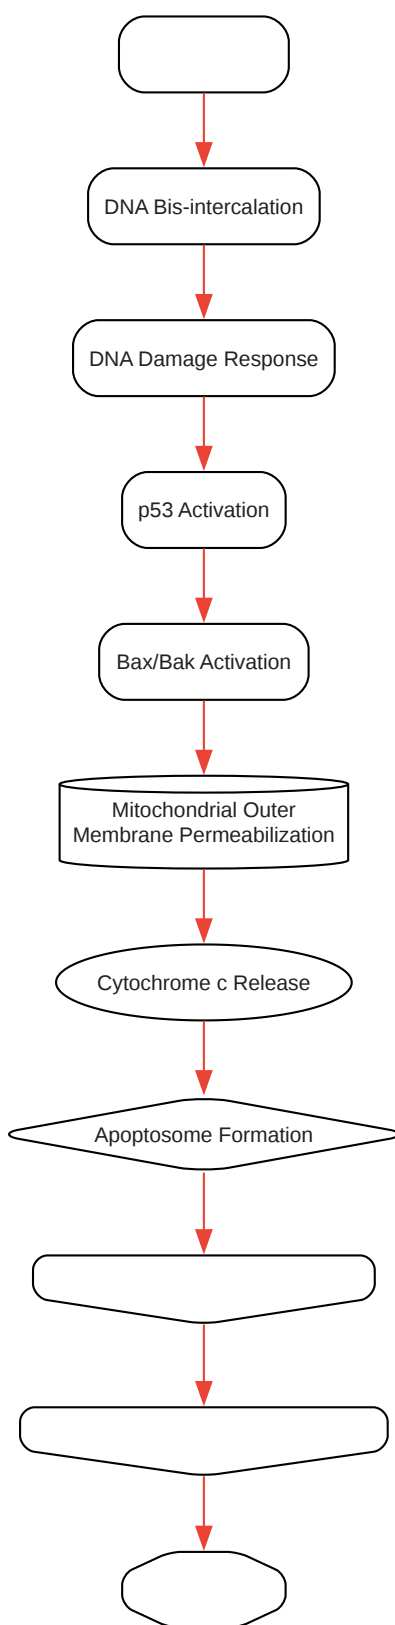 DNA Bis-intercalation
DNA Damage Response
p53 Activation
Bax/Bak Activation
Mitochondrial Outer
Membrane Permeabilization
Cytochrome c Release
Apoptosome Formation